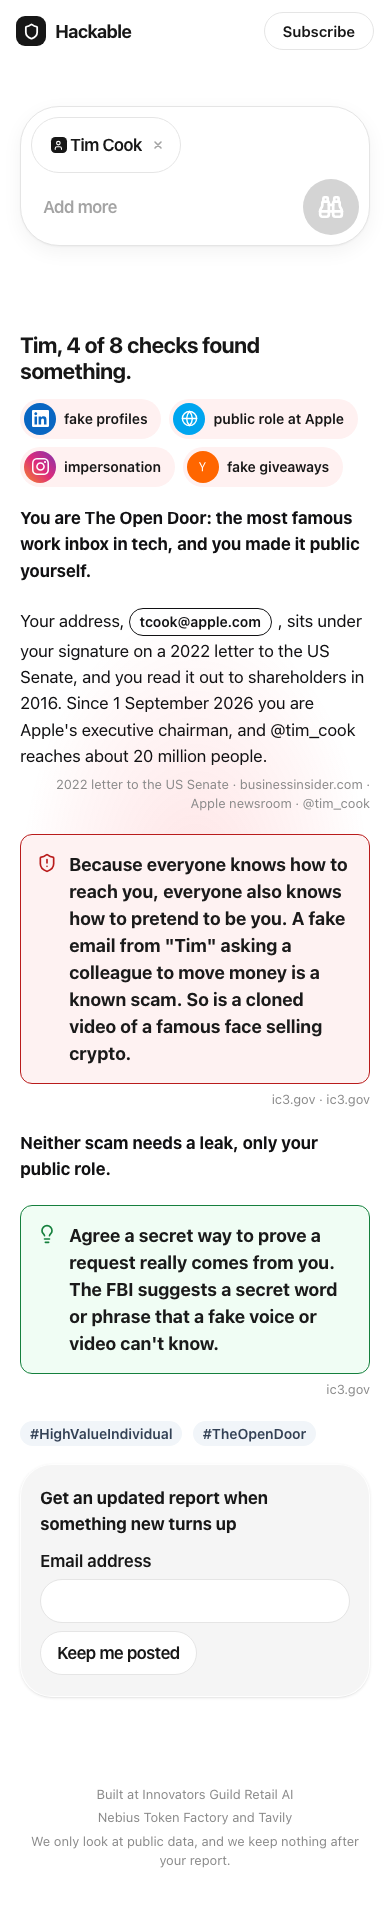 Hackable
Subscribe
Tim Cook ×
Add more
Tim, 4 of 8 checks found
something.
fake profiles
public role at Apple
impersonation
Y fake giveaways
You are The Open Door: the most famous
work inbox in tech, and you made it public
yourself.
Your address, tcook@apple.com , sits under
your signature on a 2022 letter to the US
Senate, and you read it out to shareholders in
2016. Since 1 September 2026 you are
Apple's executive chairman, and @tim_cook
reaches about 20 million people.
2022 letter to the US Senate · businessinsider.com ·
Apple newsroom · @tim_cook
Because everyone knows how to
reach you, everyone also knows
how to pretend to be you. A fake
email from "Tim" asking a
colleague to move money is a
known scam. So is a cloned
video of a famous face selling
crypto.
ic3.gov · ic3.gov
Neither scam needs a leak, only your
public role.
Agree a secret way to prove a
request really comes from you.
The FBI suggests a secret word
or phrase that a fake voice or
video can't know.
ic3.gov
#HighValueIndividual #TheOpenDoor
Get an updated report when
something new turns up
Email address
Keep me posted
Built at Innovators Guild Retail AI
Nebius Token Factory and Tavily
We only look at public data, and we keep nothing after
your report.